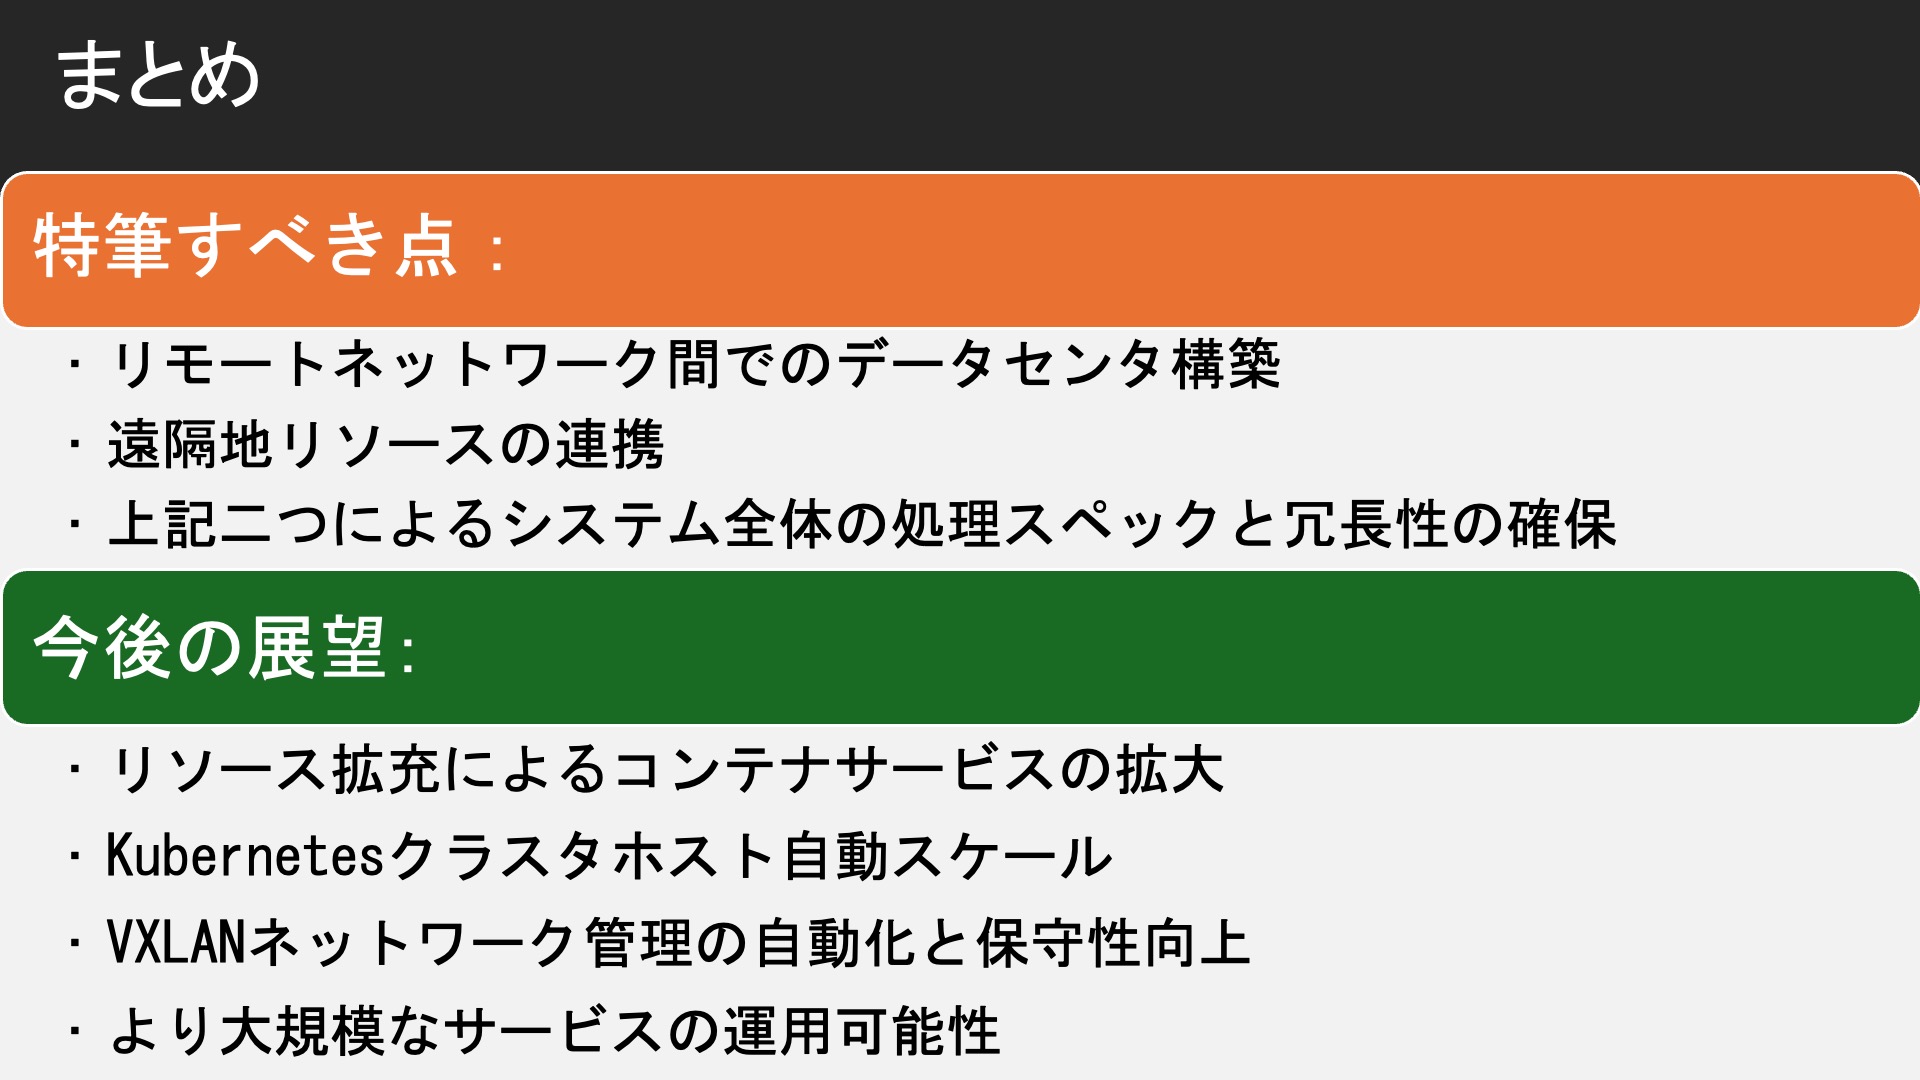 まとめ
特筆すべき点：
・リモートネットワーク間でのデータセンタ構築
・遠隔地リソースの連携
・上記二つによるシステム全体の処理スペックと冗長性の確保
今後の展望:
・リソース拡充によるコンテナサービスの拡大
・Kubernetesクラスタホスト自動スケール
・VXLANネットワーク管理の自動化と保守性向上
・より大規模なサービスの運用可能性